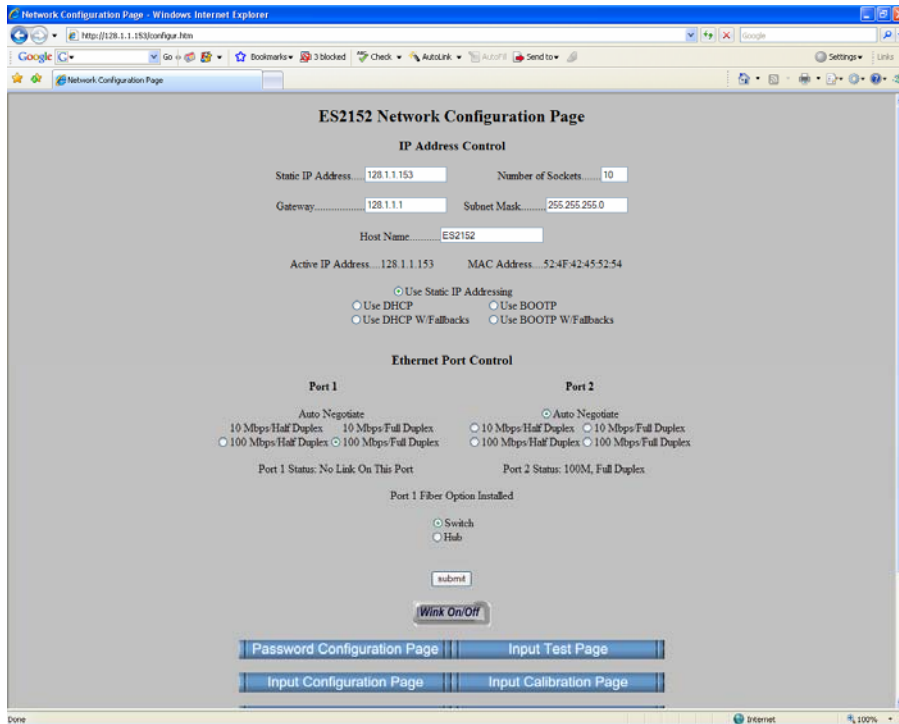 Network Configuration Page - Windows Internet Explorer
http://128.1.1.153/configur.htm
Google
Google G Go Bookmarks 3 blocked Check AutoLink AutoFill Send to Settings Links
Network Configuration Page
ES2152 Network Configuration Page
IP Address Control
Static IP Address..... 128.1.1.153 Number of Sockets....... 10
Gateway................... 128.1.1.1 Subnet Mask......... 255.255.255.0
Host Name........... ES2152
Active IP Address....128.1.1.153 MAC Address....52:4F:42:45:52:54
Use Static IP Addressing
Use DHCP Use BOOTP
Use DHCP W/Fallbacks Use BOOTP W/Fallbacks
Ethernet Port Control
Port 1 Port 2
Auto Negotiate Auto Negotiate
10 Mbps/Half Duplex 10 Mbps/Full Duplex 10 Mbps/Half Duplex 10 Mbps/Full Duplex
100 Mbps/Half Duplex 100 Mbps/Full Duplex 100 Mbps/Half Duplex 100 Mbps/Full Duplex
Port 1 Status: No Link On This Port Port 2 Status: 100M, Full Duplex
Port 1 Fiber Option Installed
Switch
Hub
submit
Wink On/Off
Password Configuration Page Input Test Page
Input Configuration Page Input Calibration Page
Done Internet 100%